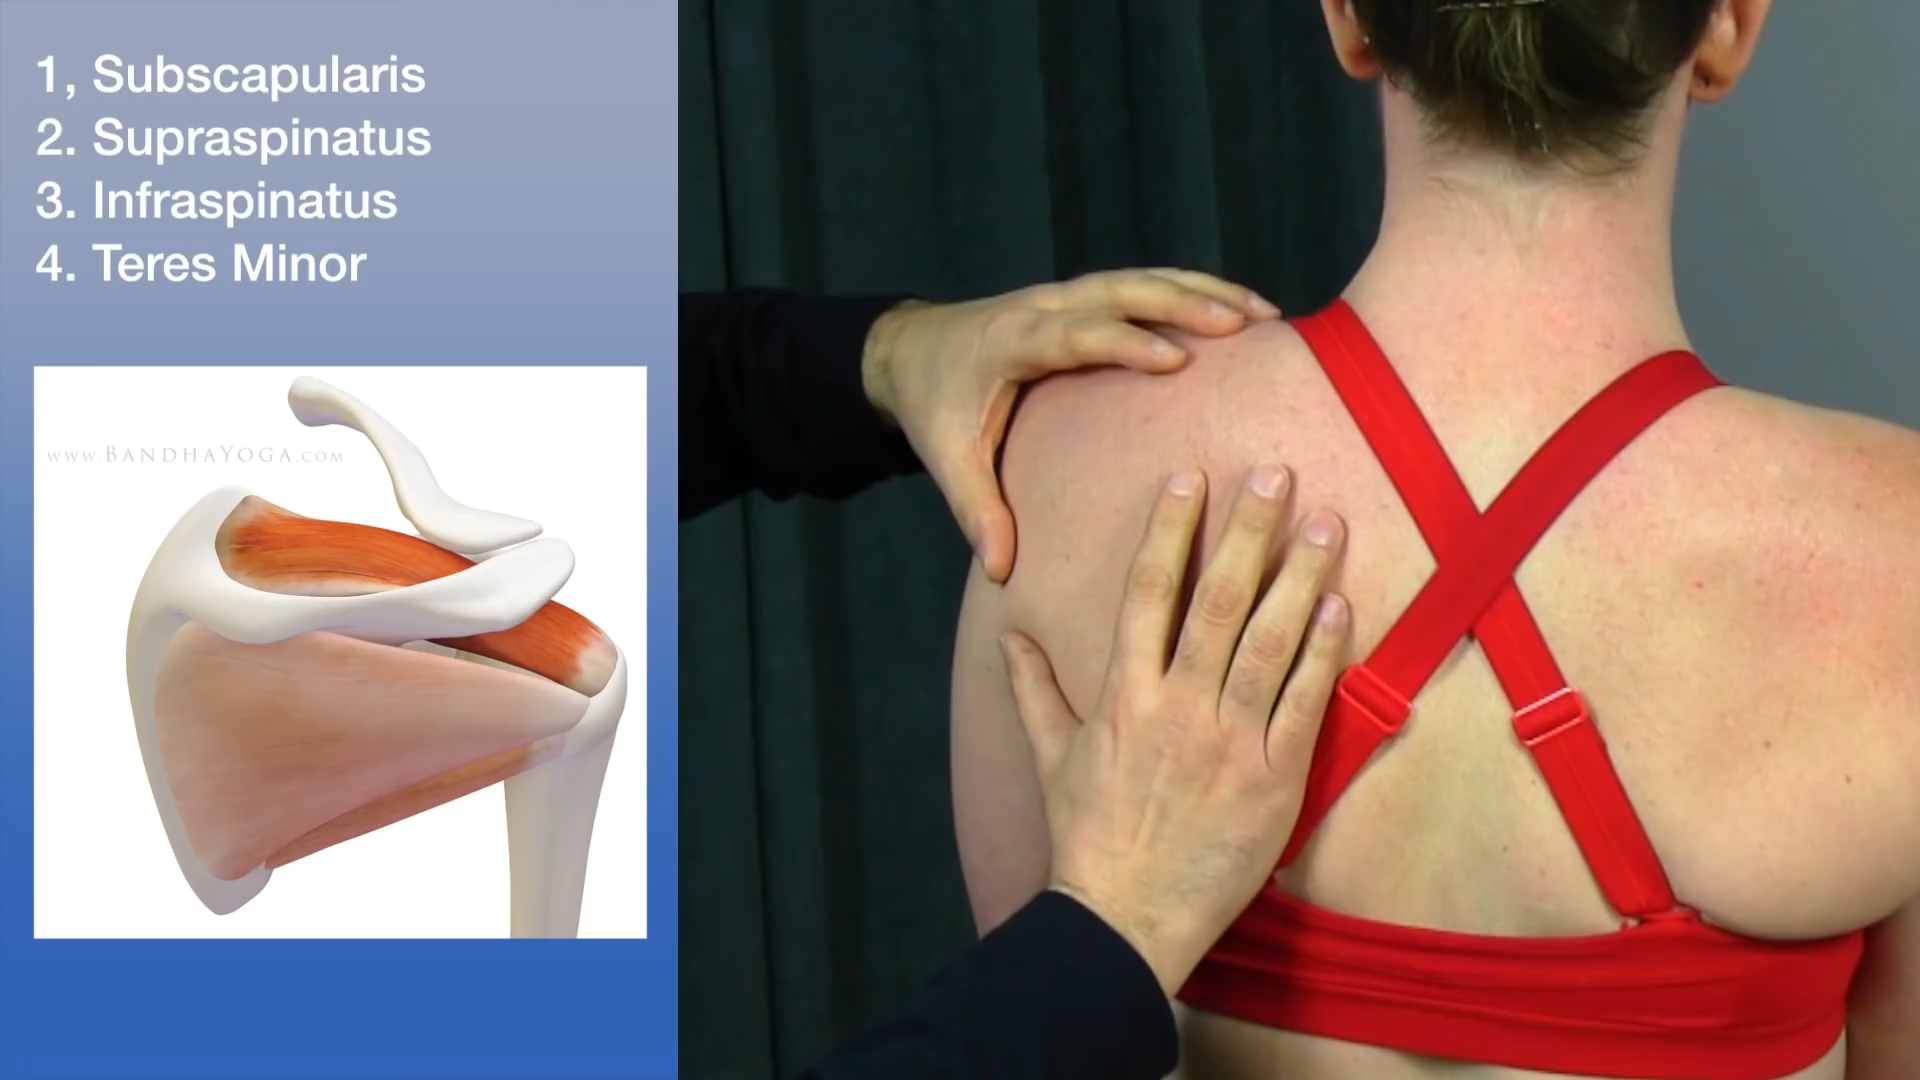 1, Subscapularis
2. Supraspinatus
3. Infraspinatus
4. Teres Minor
www.BandhaYoga.com